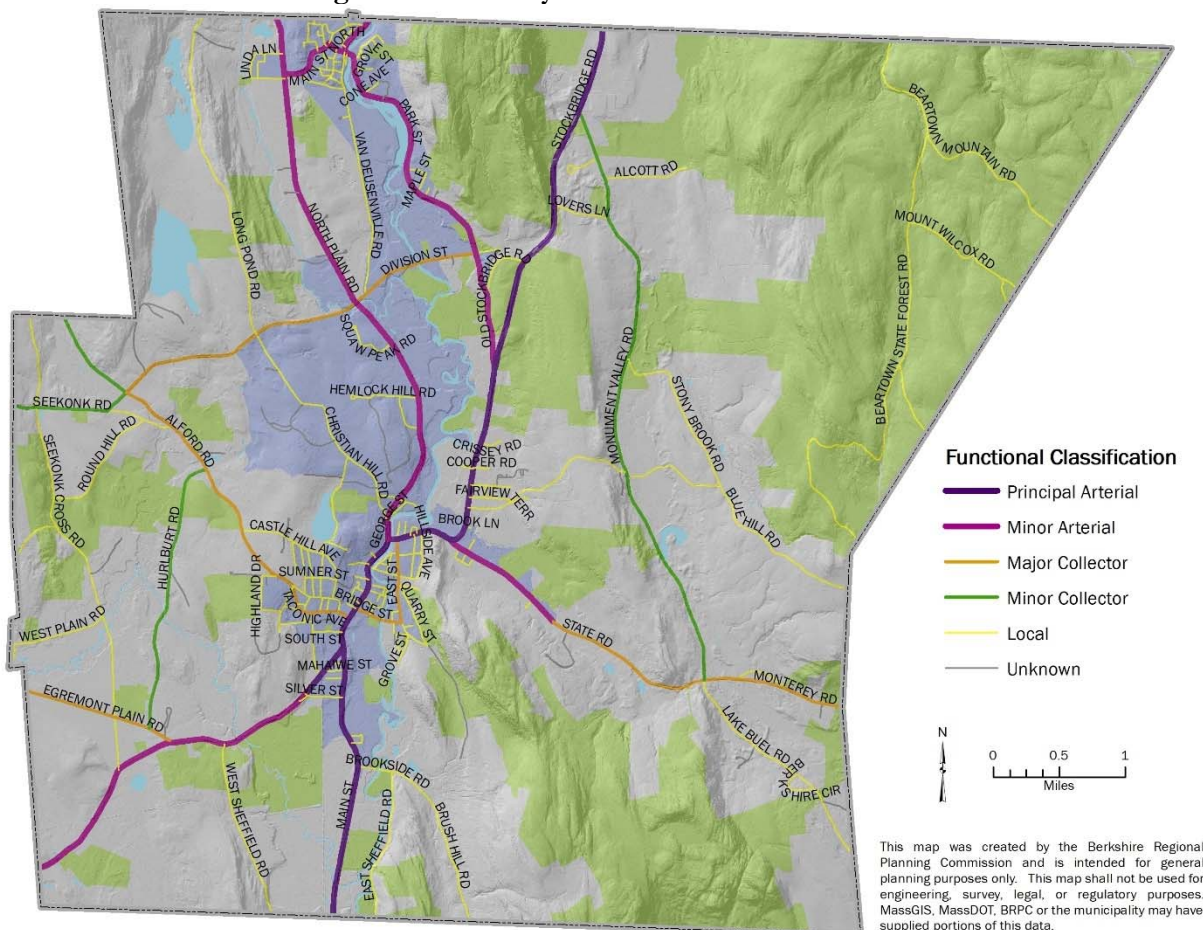 LINDA LN
MAIN ST
NORTH
GROVE ST
CONE AVE
PARK ST
MAPLE ST
VAN DEUSENVILLE RD
STOCKBRIDGE RD
BEARTOWN MOUNTAIN RD
ALCOTT RD
LOVERS LN
LONG POND RD
NORTH PLAIN RD
DIVISION ST
OLD STOCKBRIDGE RD
MOUNT WILCOX RD
BEARTOWN STATE FOREST RD
SQUAW PEAK RD
HEMLOCK HILL RD
MONUMENT VALLEY RD
STONY BROOK RD
SEEKONK RD
ROUND HILL RD
ALFORD RD
SEEKONK CROSS RD
CHRISTIAN HILL RD
CRISSEY RD
COOPER RD
FAIRVIEW TERR
BROOK LN
BLUE HILL RD
HURLBURT RD
GEORGE ST
HILLSIDE AVE
CASTLE HILL AVE
SUMNER ST
EAST ST
BRIDGE ST
QUARRY ST
HIGHLAND DR
TACONIC AVE
SOUTH ST
GROVE ST
WEST PLAIN RD
STATE RD
MAHAIWE ST
SILVER ST
MONTEREY RD
EGREMONT PLAIN RD
LAKE BUEL RD
BERKSHIRE CIR
BROOKSIDE RD
WEST SHEFFIELD RD
MAIN ST
EAST SHEFFIELD RD
BRUSH HILL RD
Functional Classification
Principal Arterial
Minor Arterial
Major Collector
Minor Collector
Local
Unknown
N
0 0.5 1
Miles
This map was created by the Berkshire Regional
Planning Commission and is intended for general
planning purposes only. This map shall not be used for
engineering, survey, legal, or regulatory purposes.
MassGIS, MassDOT, BRPC or the municipality may have
supplied portions of this data.